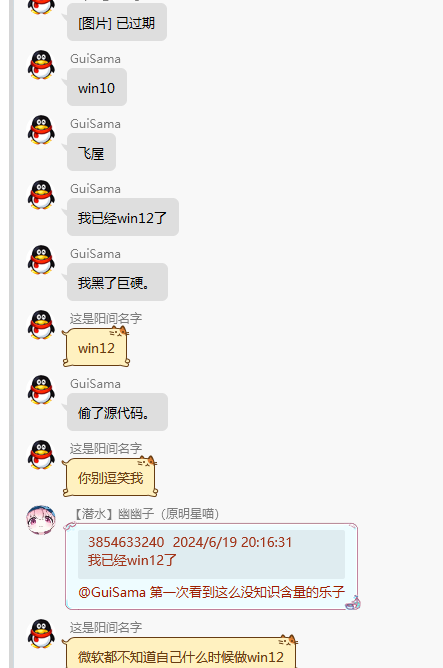 [图片] 已过期
GuiSama
win10
GuiSama
飞屋
GuiSama
我已经win12了
GuiSama
我黑了巨硬。
这是阳间名字
win12
GuiSama
偷了源代码。
这是阳间名字
你别逗笑我
【潜水】幽幽子（原明星喵）
3854633240 2024/6/19 20:16:31
我已经win12了
@GuiSama 第一次看到这么没知识含量的乐子
这是阳间名字
微软都不知道自己什么时候做win12